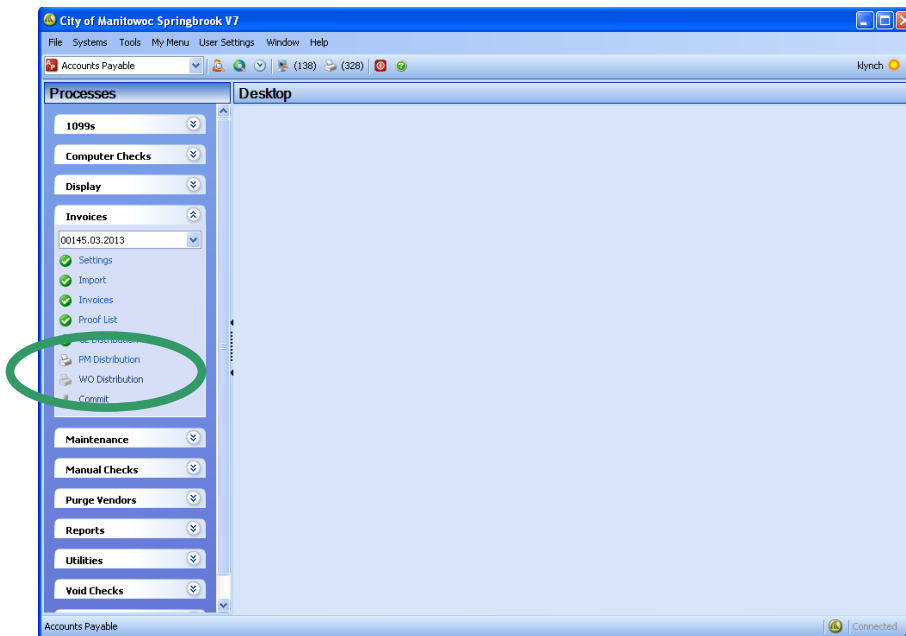 City of Manitowoc Springbrook V7
File Systems Tools My Menu User Settings Window Help
Accounts Payable (138) (328) klynch
Processes Desktop
1099s
Computer Checks
Display
Invoices
00145.03.2013
Settings
Import
Invoices
Proof List
GL Distribution
PM Distribution
WO Distribution
Commit
Maintenance
Manual Checks
Purge Vendors
Reports
Utilities
Void Checks
Accounts Payable Connected